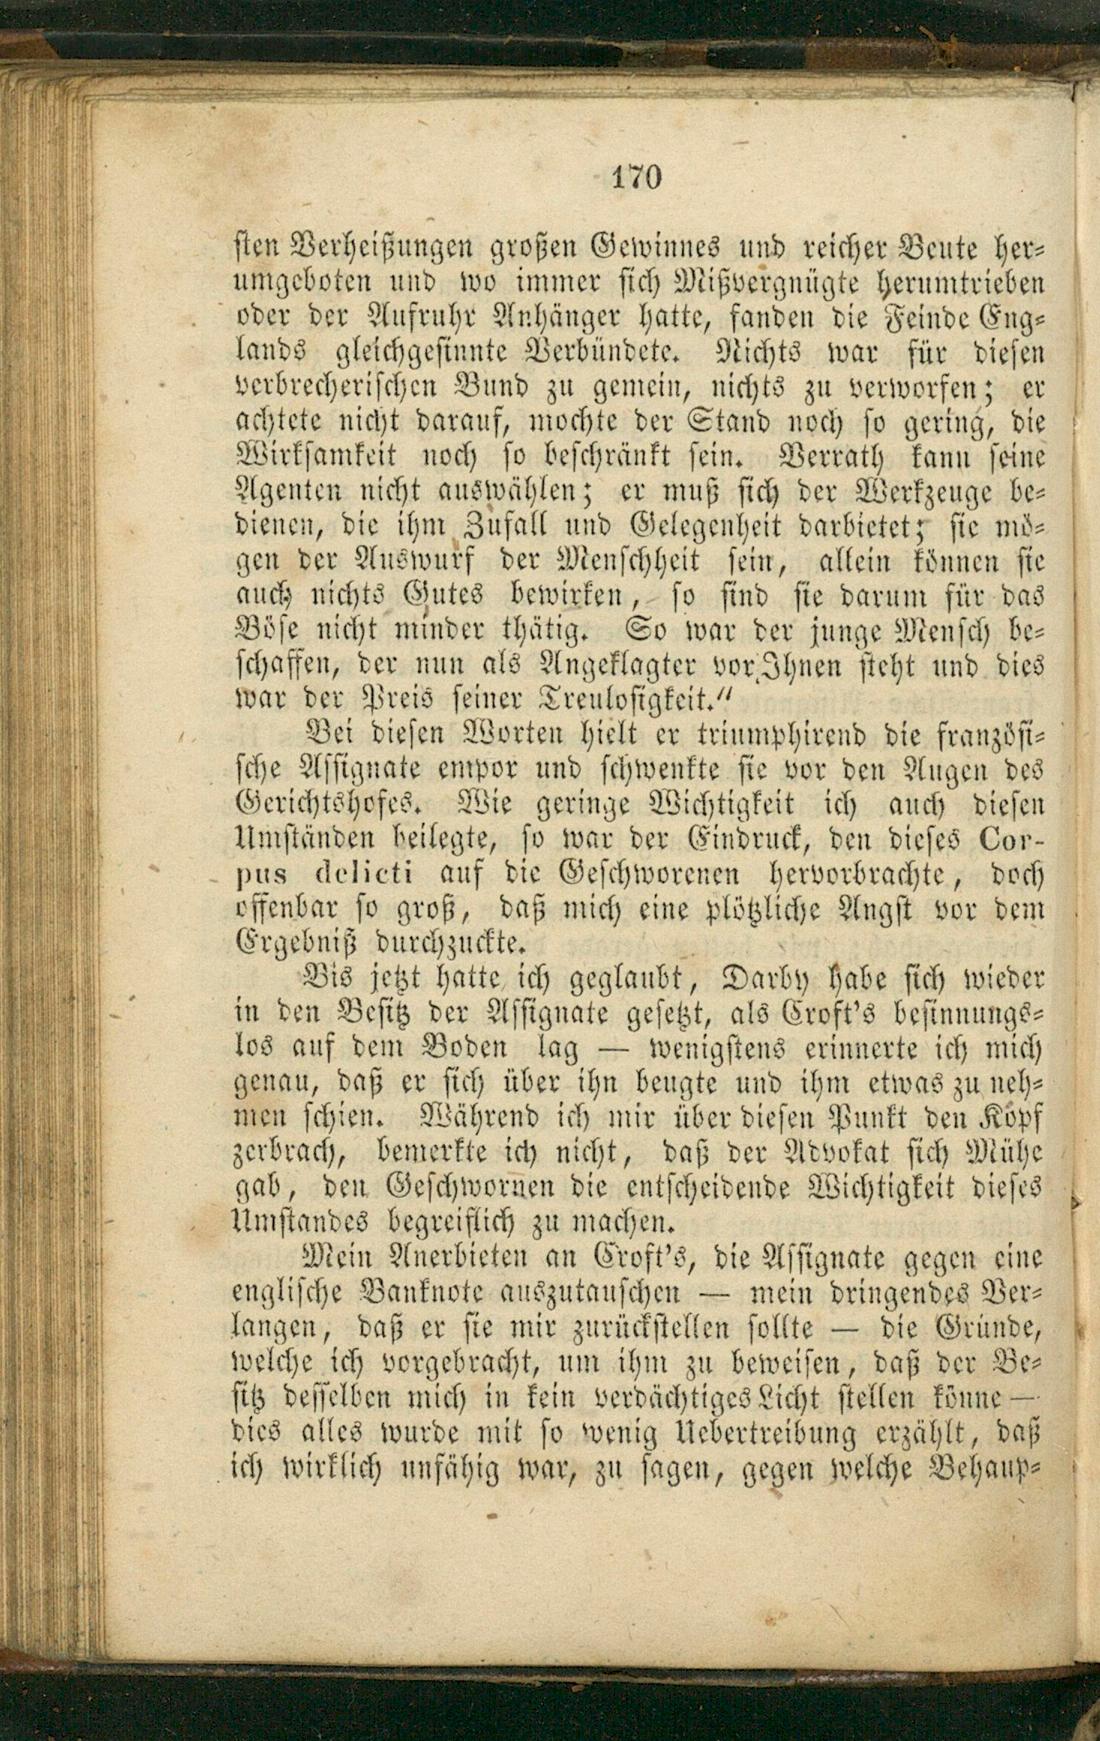 170
sten Verheißungen großen Gewinnes und reicher Beute her-
umgeboten und wo immer sich Mißvergnügte herumtrieben
oder der Aufruhr Anhänger hatte, fanden die Feinde Eng-
lands gleichgesinnte Verbündete. Nichts war für diesen
verbrecherischen Bund zu gemein, nichts zu verworfen; er
achtete nicht darauf, mochte der Stand noch so gering, die
Wirksamkeit noch so beschränkt sein. Verrath kann seine
Agenten nicht auswählen; er muß sich der Werkzeuge be-
dienen, die ihm Zufall und Gelegenheit darbietet; sie mö-
gen der Auswurf der Menschheit sein, allein können sie
auch nichts Gutes bewirken, so sind sie darum für das
Böse nicht minder thätig. So war der junge Mensch be-
schaffen, der nun als Angeklagter vor Ihnen steht und dies
war der Preis seiner Treulosigkeit.“
Bei diesen Worten hielt er triumphirend die französi-
sche Assignate empor und schwenkte sie vor den Augen des
Gerichtshofes. Wie geringe Wichtigkeit ich auch diesen
Umständen beilegte, so war der Eindruck, den dieses Cor-
pus delicti auf die Geschworenen hervorbrachte, doch
offenbar so groß, daß mich eine plötzliche Angst vor dem
Ergebniß durchzuckte.
Bis jetzt hatte ich geglaubt, Darby habe sich wieder
in den Besitz der Assignate gesetzt, als Croft's besinnungs-
los auf dem Boden lag — wenigstens erinnerte ich mich
genau, daß er sich über ihn beugte und ihm etwas zu neh-
men schien. Während ich mir über diesen Punkt den Kopf
zerbrach, bemerkte ich nicht, daß der Advokat sich Mühe
gab, den Geschwornen die entscheidende Wichtigkeit dieses
Umstandes begreiflich zu machen.
Mein Anerbieten an Croft's, die Assignate gegen eine
englische Banknote auszutauschen — mein dringendes Ver-
langen, daß er sie mir zurückstellen sollte — die Gründe,
welche ich vorgebracht, um ihm zu beweisen, daß der Be-
sitz desselben mich in kein verdächtiges Licht stellen könne —
dies alles wurde mit so wenig Uebertreibung erzählt, daß
ich wirklich unfähig war, zu sagen, gegen welche Behaup-